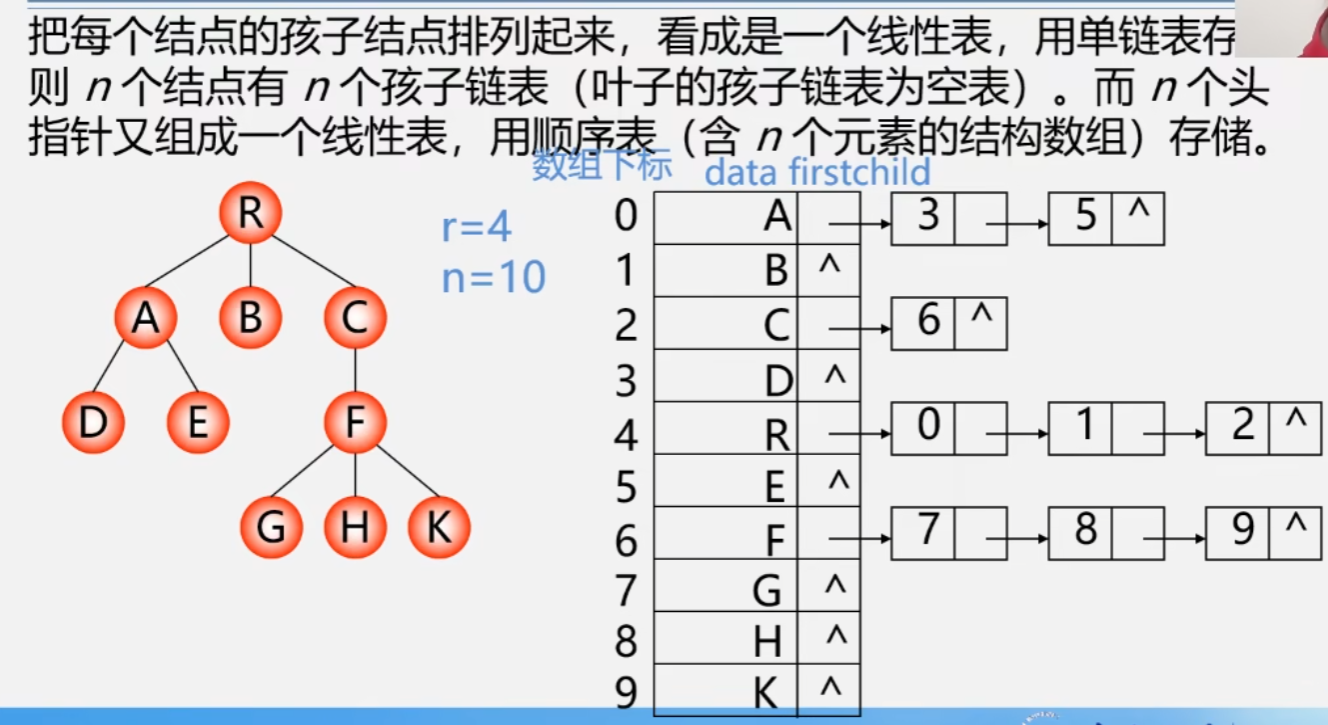 把每个结点的孩子结点排列起来，看成是一个线性表，用单链表存
则 n 个结点有 n 个孩子链表（叶子的孩子链表为空表）。而 n 个头
指针又组成一个线性表，用顺序表（含 n 个元素的结构数组）存储。
数组下标 data firstchild
R
A B C
D E F
G H K
r=4
n=10
0 A 3 5 ^
1 B ^
2 C 6 ^
3 D ^
4 R 0 1 2 ^
5 E ^
6 F 7 8 9 ^
7 G ^
8 H ^
9 K ^